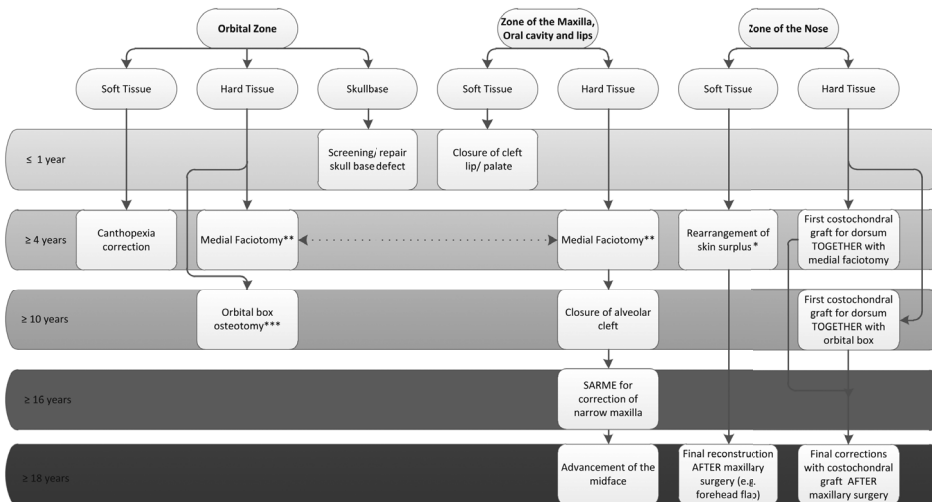 Orbital Zone
Zone of the Maxilla,
Oral cavity and lips
Zone of the Nose
Soft Tissue
Hard Tissue
Skullbase
Soft Tissue
Hard Tissue
Soft Tissue
Hard Tissue
≤ 1 year
Screening/ repair
skull base defect
Closure of cleft
lip/ palate
≥ 4 years
Canthopexia
correction
Medial Faciotomy**
Medial Faciotomy**
Rearrangement of
skin surplus *
First costochondral
graft for dorsum
TOGETHER with
medial faciotomy
≥ 10 years
Orbital box
osteotomy***
Closure of alveolar
cleft
First costochondral
graft for dorsum
TOGETHER with
orbital box
≥ 16 years
SARME for
correction of
narrow maxilla
≥ 18 years
Advancement of the
midface
Final reconstruction
AFTER maxillary
surgery (e.g.
forehead flap)
Final corrections
with costochondral
graft AFTER
maxillary surgery